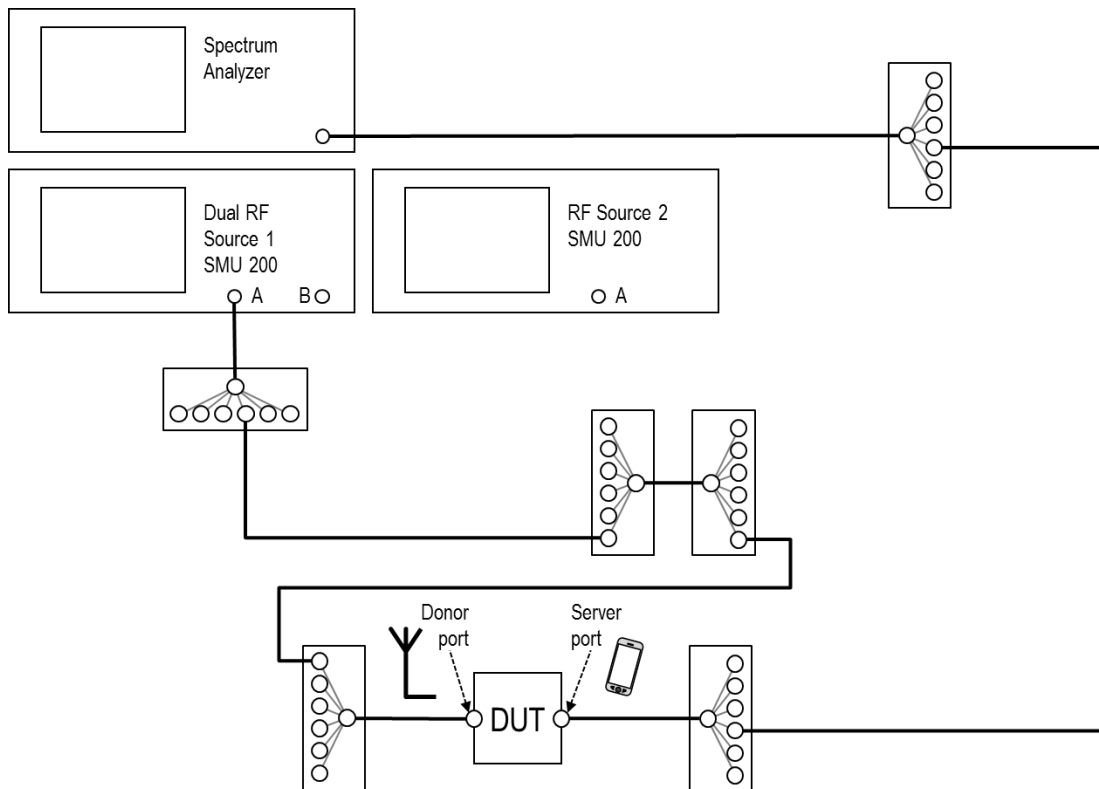 Spectrum
Analyzer
Dual RF
Source 1
SMU 200
A
B
RF Source 2
SMU 200
A
Donor
port
Server
port
DUT